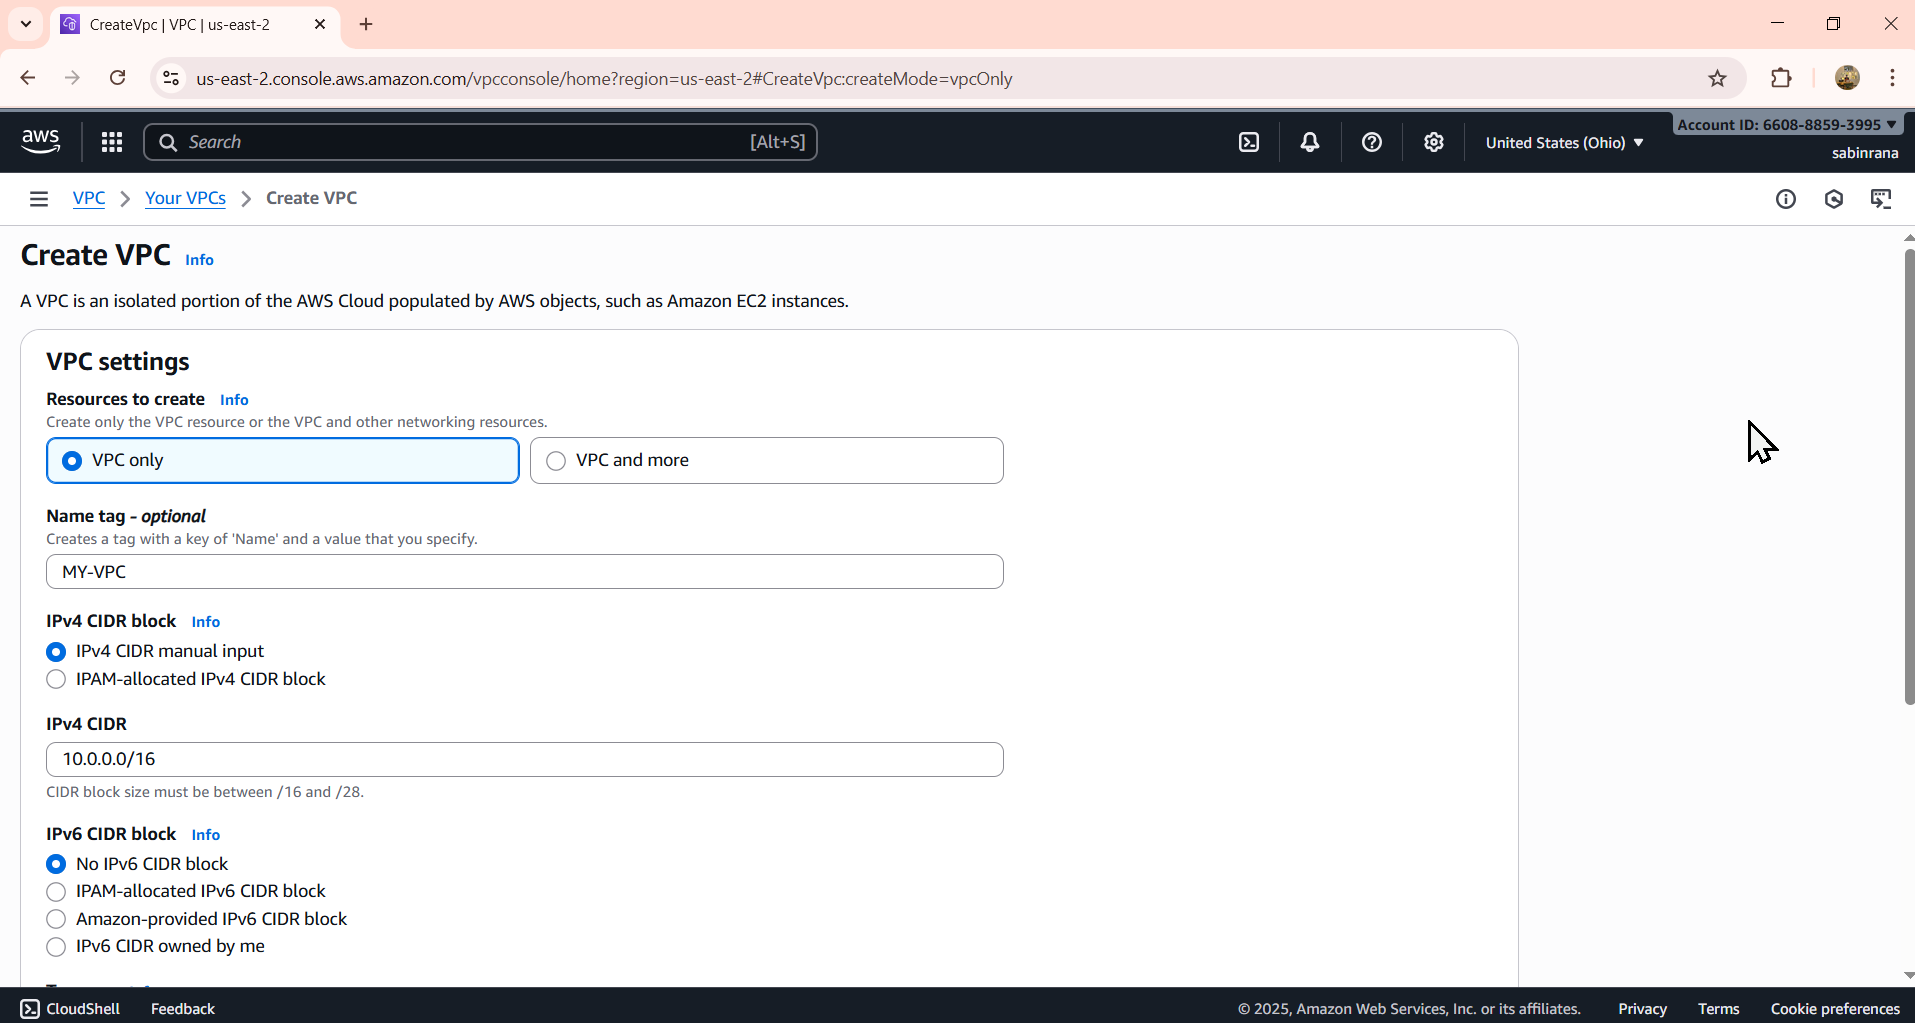 CreateVpc | VPC | us-east-2
us-east-2.console.aws.amazon.com/vpcconsole/home?region=us-east-2#CreateVpc:createMode=vpcOnly
aws
Search
[Alt+S]
United States (Ohio)
Account ID: 6608-8859-3995
sabinrana
VPC
Your VPCs
Create VPC
Create VPC Info
A VPC is an isolated portion of the AWS Cloud populated by AWS objects, such as Amazon EC2 instances.
VPC settings
Resources to create Info
Create only the VPC resource or the VPC and other networking resources.
VPC only
VPC and more
Name tag - optional
Creates a tag with a key of 'Name' and a value that you specify.
MY-VPC
IPv4 CIDR block Info
IPv4 CIDR manual input
IPAM-allocated IPv4 CIDR block
IPv4 CIDR
10.0.0.0/16
CIDR block size must be between /16 and /28.
IPv6 CIDR block Info
No IPv6 CIDR block
IPAM-allocated IPv6 CIDR block
Amazon-provided IPv6 CIDR block
IPv6 CIDR owned by me
CloudShell
Feedback
© 2025, Amazon Web Services, Inc. or its affiliates.
Privacy
Terms
Cookie preferences